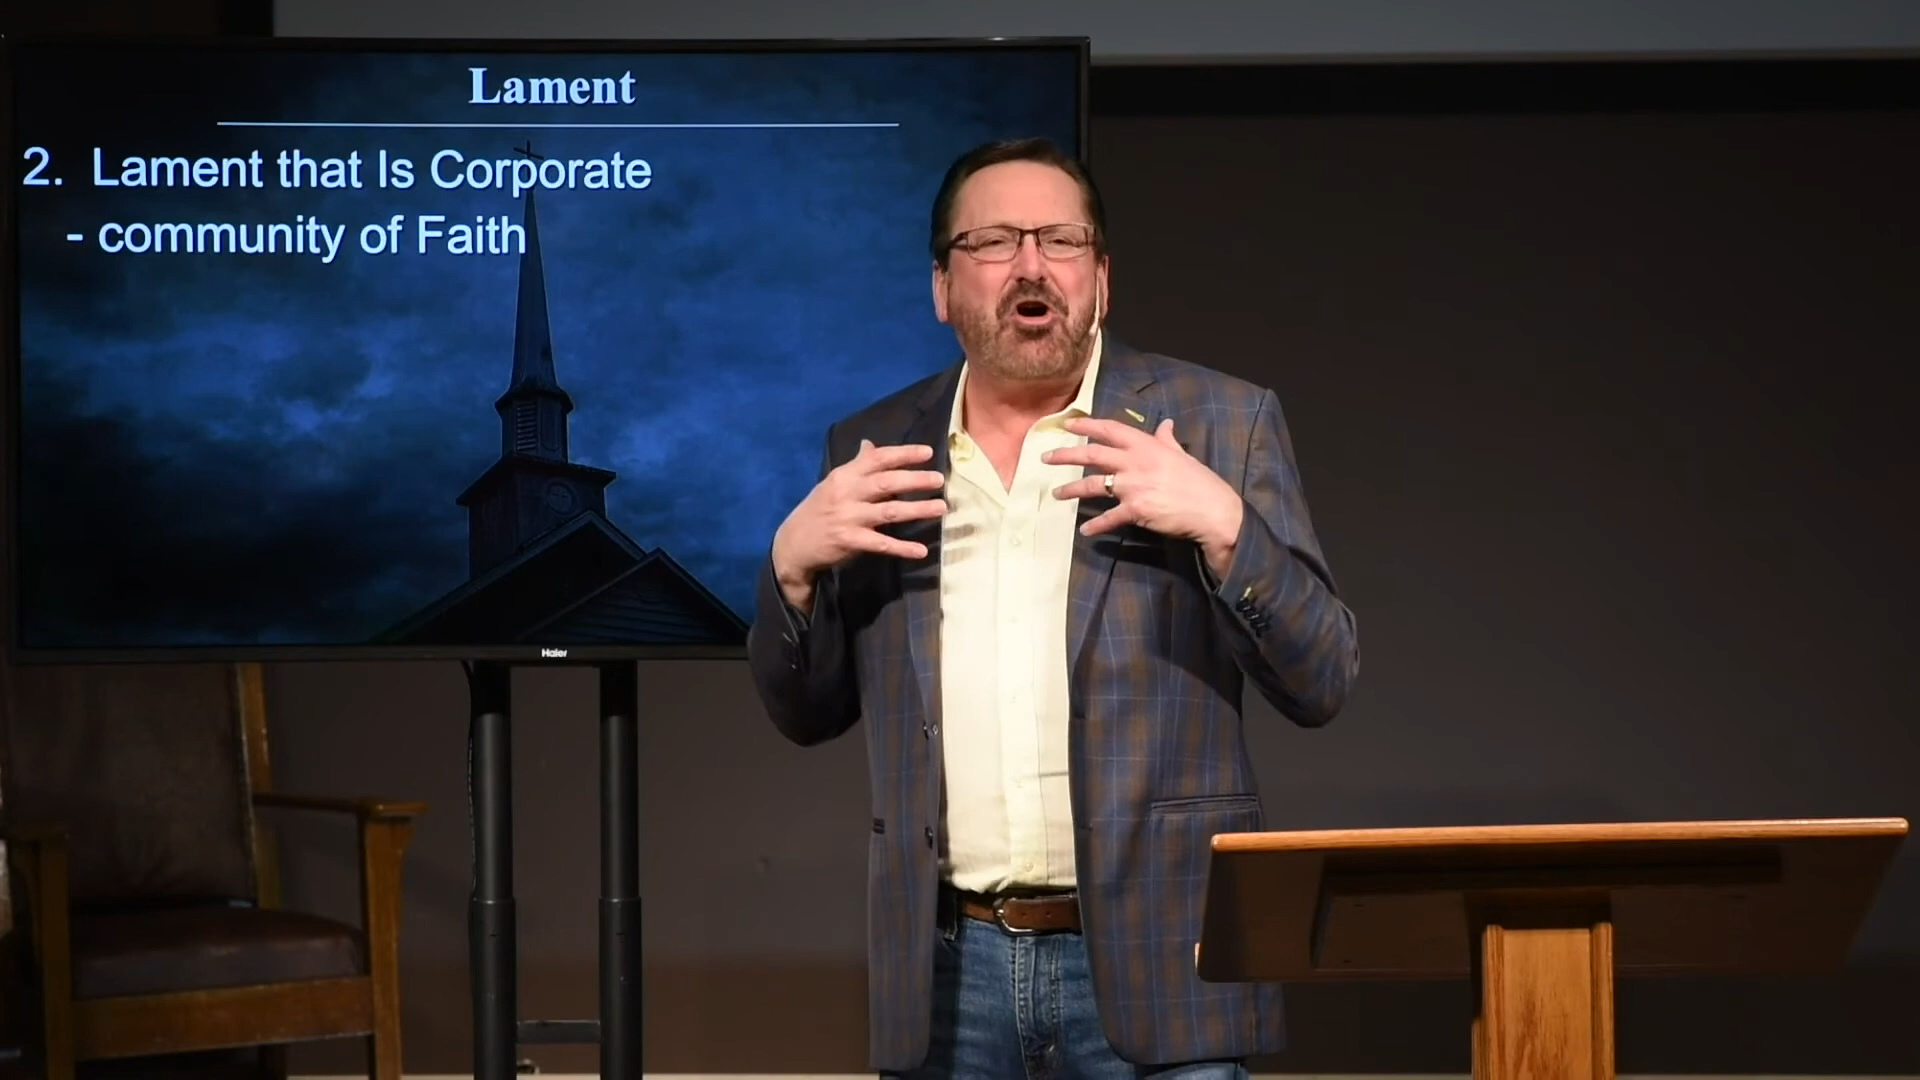 Lament
2. Lament that Is Corporate
- community of Faith
Haier